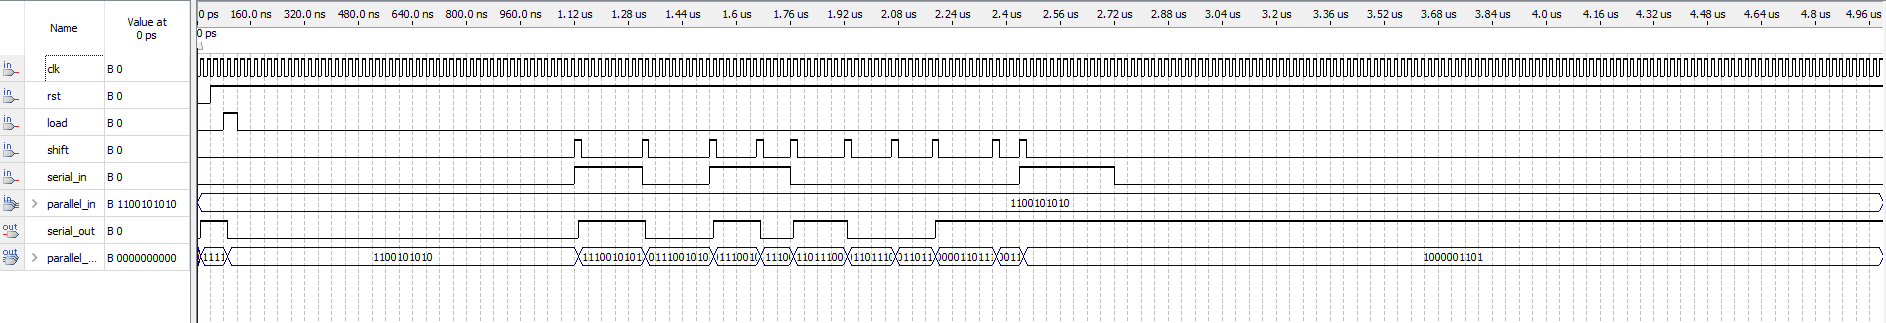 Name
Value at
0 ps
0 ps 160.0 ns 320.0 ns 480.0 ns 640.0 ns 800.0 ns 960.0 ns 1.12 us 1.28 us 1.44 us 1.6 us 1.76 us 1.92 us 2.08 us 2.24 us 2.4 us 2.56 us 2.72 us 2.88 us 3.04 us 3.2 us 3.36 us 3.52 us 3.68 us 3.84 us 4.0 us 4.16 us 4.32 us 4.48 us 4.64 us 4.8 us 4.96 us
0 ps
in clk B 0
in rst B 0
in load B 0
in shift B 0
in serial_in B 0
in parallel_in B 1100101010 1100101010
out serial_out B 0
out parallel_... B 0000000000 1111 1100101010 1110010101 0111001010 11100 11011100 000011011 0011 1000001101